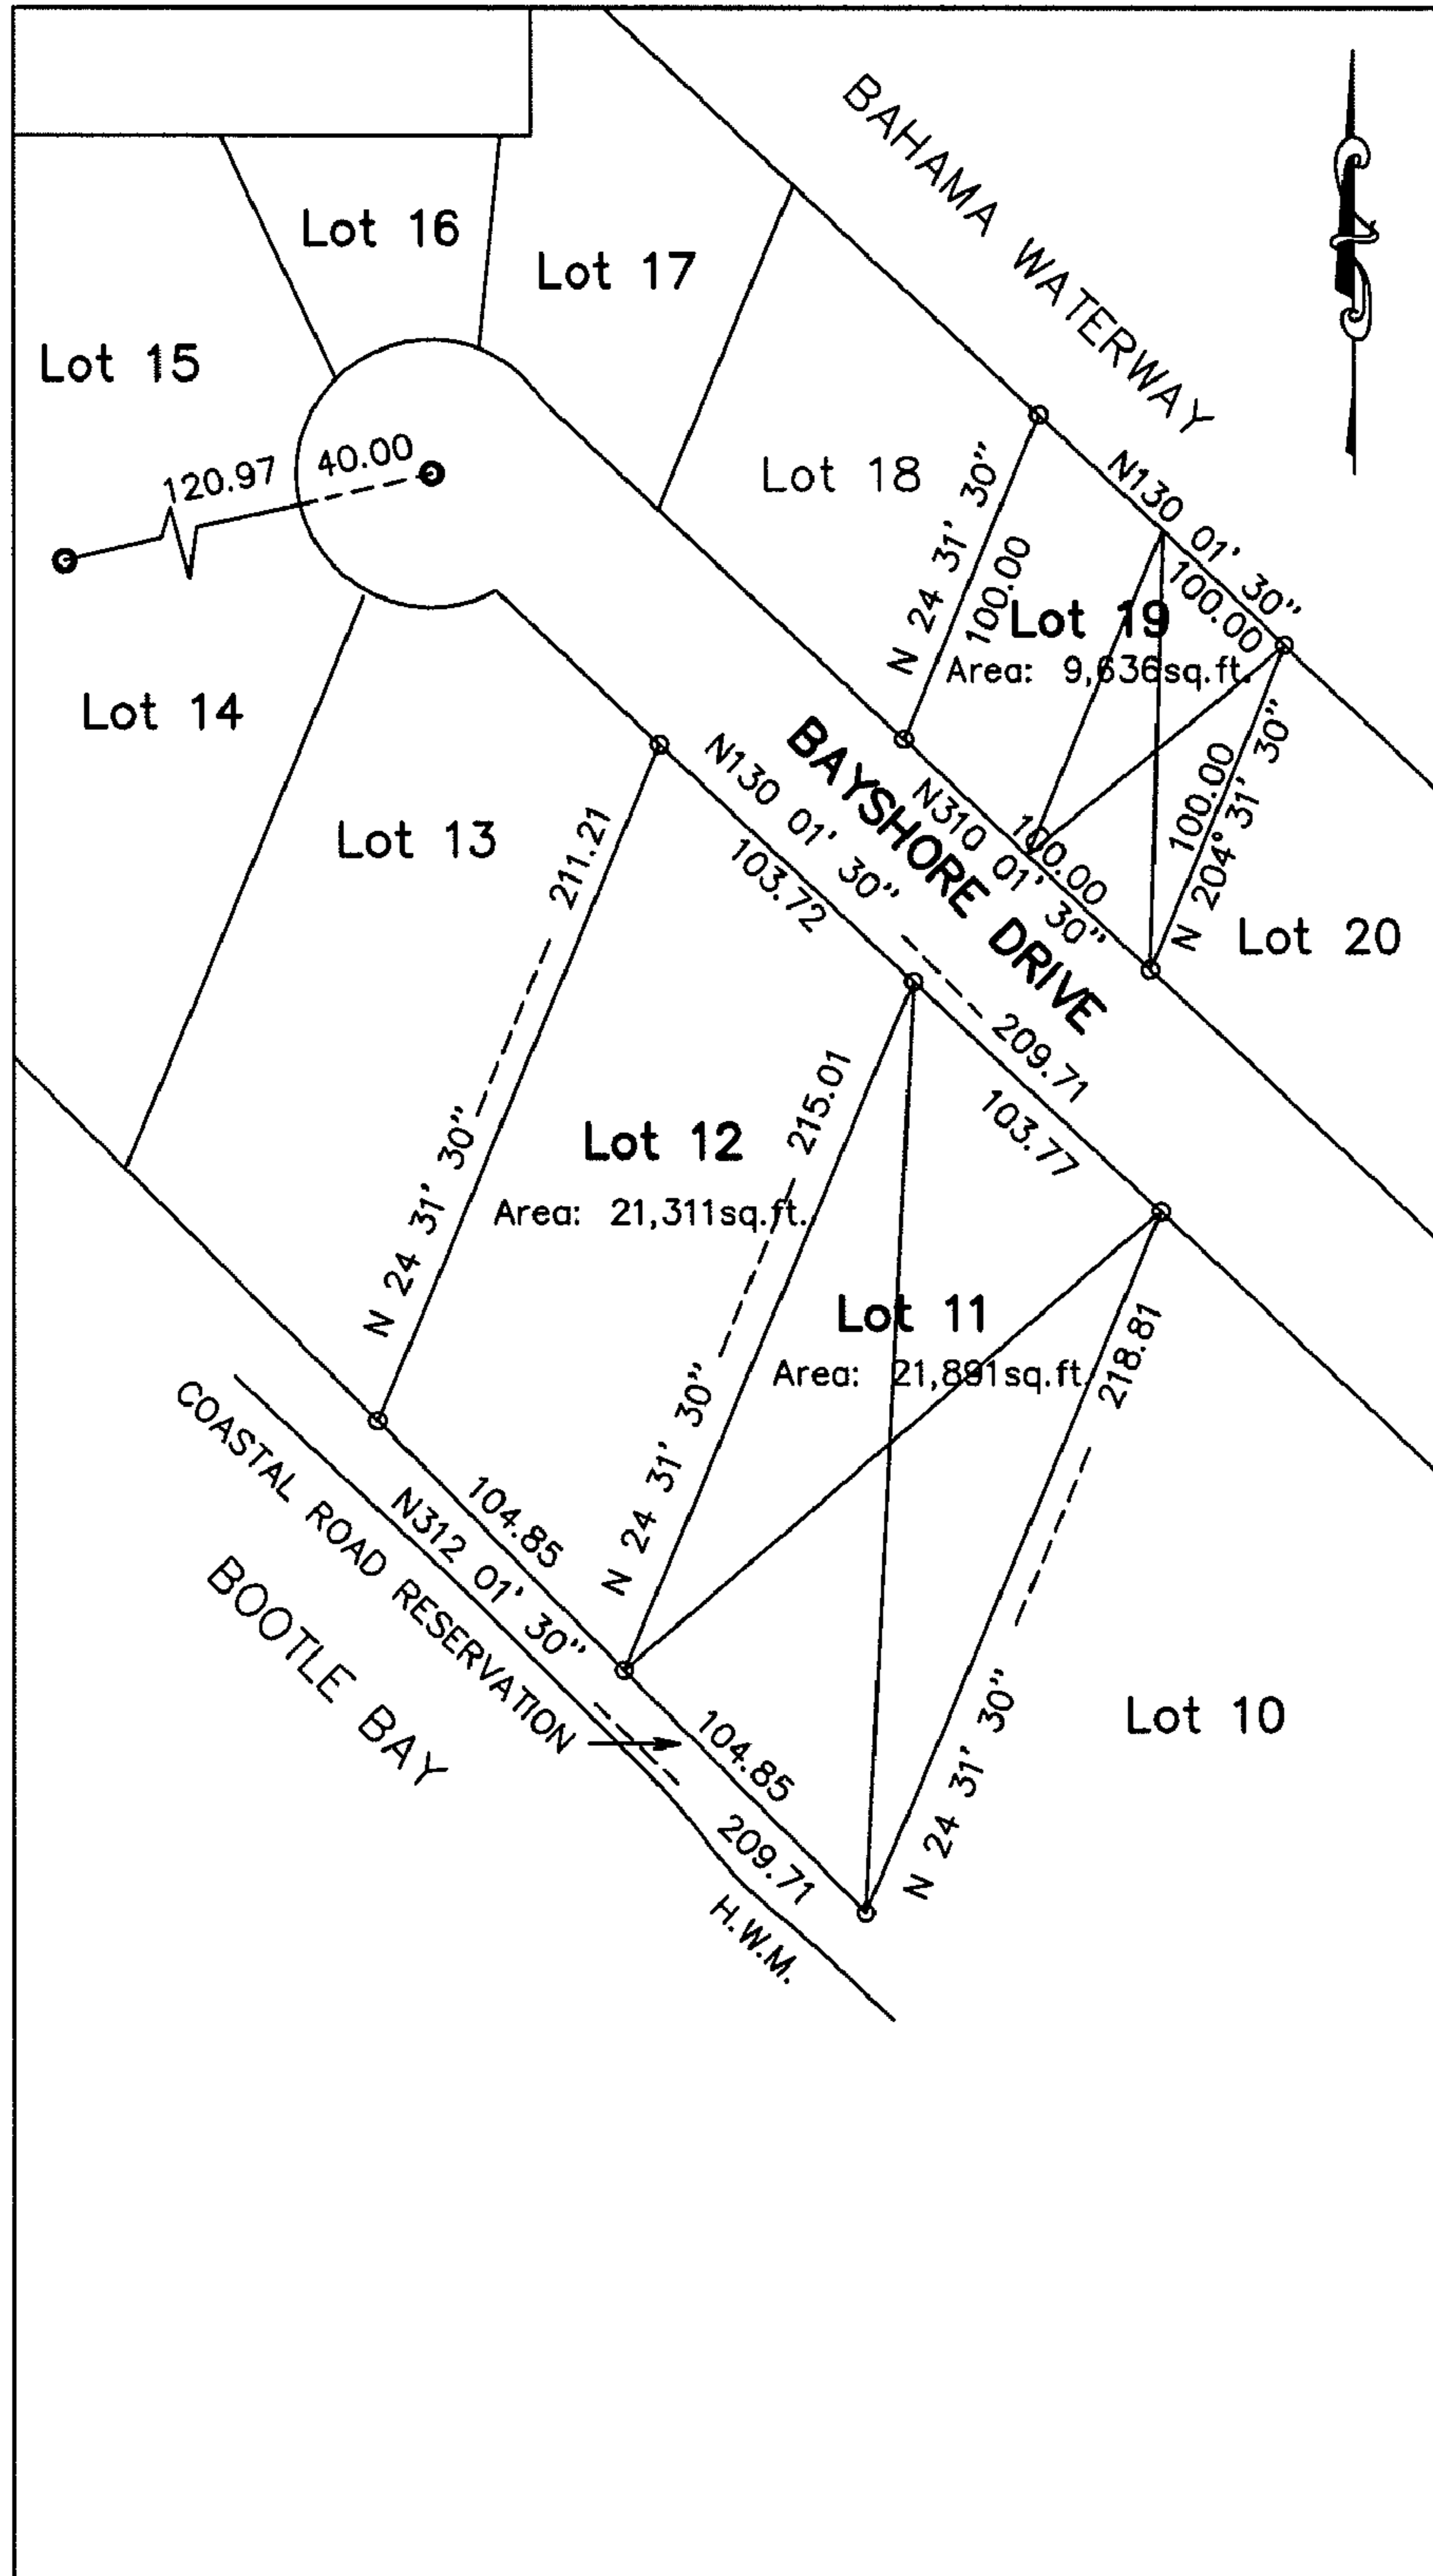 BAHAMA WATERWAY
Lot 16
Lot 17
Lot 15
120.97
40.00
Lot 18
N 24 31' 30"
100.00
N130 01' 30"
100.00
Lot 19
Area: 9,636sq.ft.
Lot 14
Lot 13
BAYSHORE DRIVE
N310 01' 30"
100.00
100.00
N 204° 31' 30"
Lot 20
N130 01' 30"
103.72
211.21
N 24 31' 30"
209.71
103.77
215.01
N 24 31' 30"
Lot 12
Area: 21,311sq.ft.
Lot 11
Area: 21,891sq.ft.
218.81
N 24 31' 30"
Lot 10
COASTAL ROAD RESERVATION
N312 01' 30"
104.85
BOOTLE BAY
104.85
209.71
H.W.M.